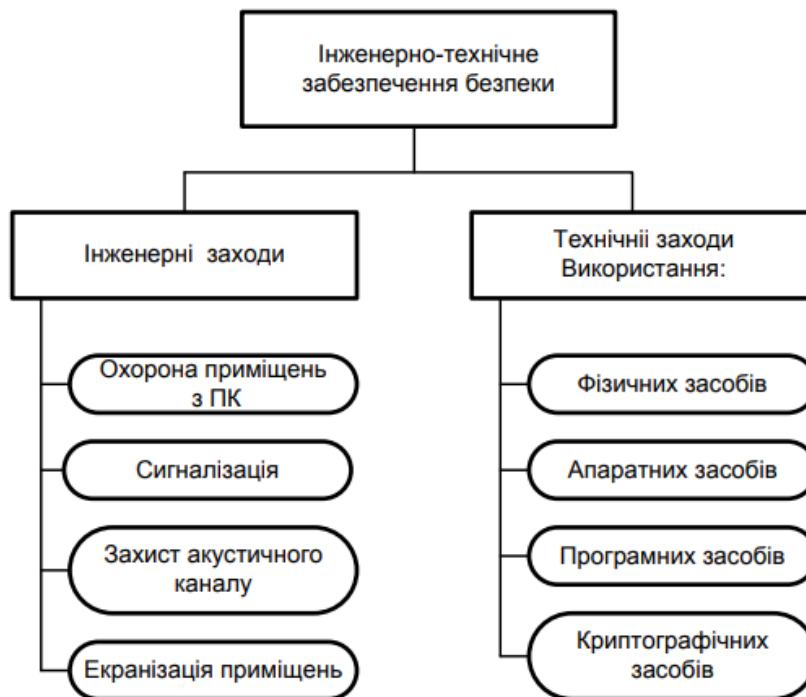 Інженерно-технічне
забезпечення безпеки
Інженерні заходи
Технічніі заходи
Використання:
Охорона приміщень
з ПК
Сигналізація
Захист акустичного
каналу
Екранізація приміщень
Фізичних засобів
Апаратних засобів
Програмних засобів
Криптографічних
засобів